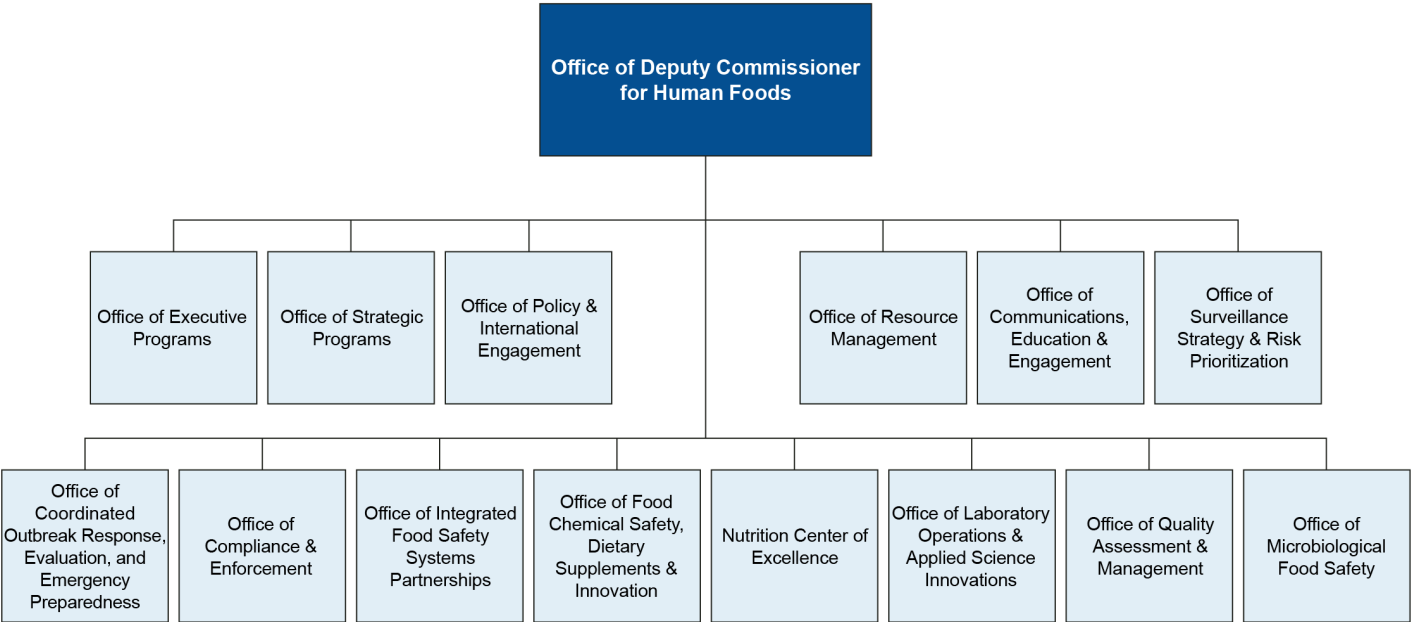 Office of Deputy Commissioner
for Human Foods
Office of Executive
Programs
Office of Strategic
Programs
Office of Policy &
International
Engagement
Office of Resource
Management
Office of
Communications,
Education &
Engagement
Office of
Surveillance
Strategy & Risk
Prioritization
Office of
Coordinated
Outbreak Response,
Evaluation, and
Emergency
Preparedness
Office of
Compliance &
Enforcement
Office of Integrated
Food Safety
Systems
Partnerships
Office of Food
Chemical Safety,
Dietary
Supplements &
Innovation
Nutrition Center of
Excellence
Office of Laboratory
Operations &
Applied Science
Innovations
Office of Quality
Assessment &
Management
Office of
Microbiological
Food Safety